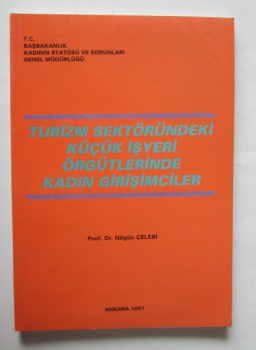 T.C.
BAŞBAKANLIK
KADININ STATÜSÜ VE SORUNLARI
GENEL MÜDÜRLÜĞÜ
TURİZM SEKTÖRÜNDEKİ
KÜÇÜK İŞYERİ
ÖRGÜTLERİNDE
KADIN GİRİŞİMCİLER
Prof. Dr. Nilgün ÇELEBİ
ANKARA 1997